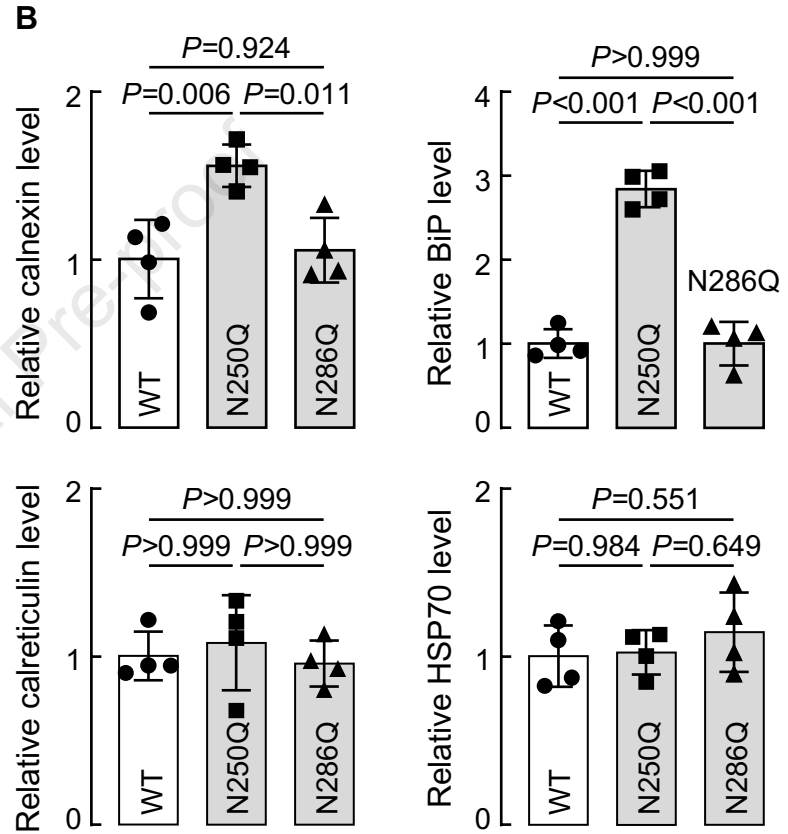 B
P=0.924
P=0.006 P=0.011
Relative calnexin level
2
1
0
WT
N250Q
N286Q
P>0.999
P<0.001 P<0.001
Relative BiP level
4
3
2
1
0
WT
N250Q
N286Q
P>0.999
P>0.999 P>0.999
Relative calreticulin level
2
1
0
WT
N250Q
N286Q
P=0.551
P=0.984 P=0.649
Relative HSP70 level
2
1
0
WT
N250Q
N286Q
Pre-proof